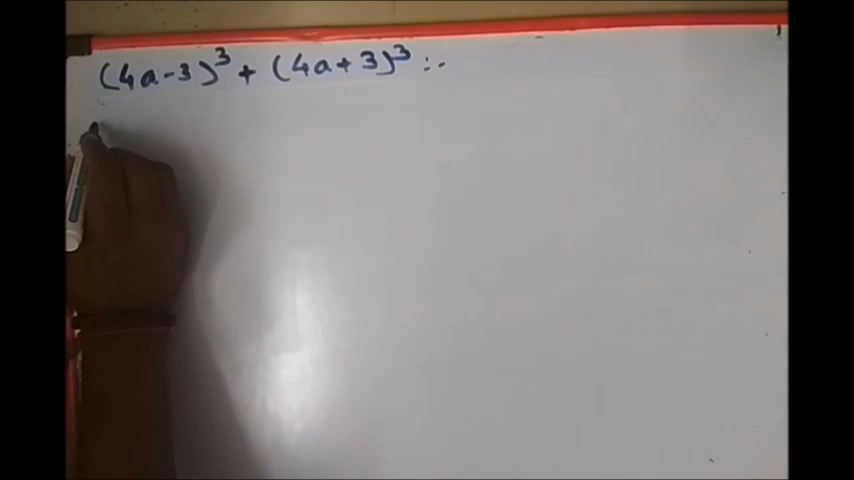 (4a-3)³ + (4a+3)³ :-